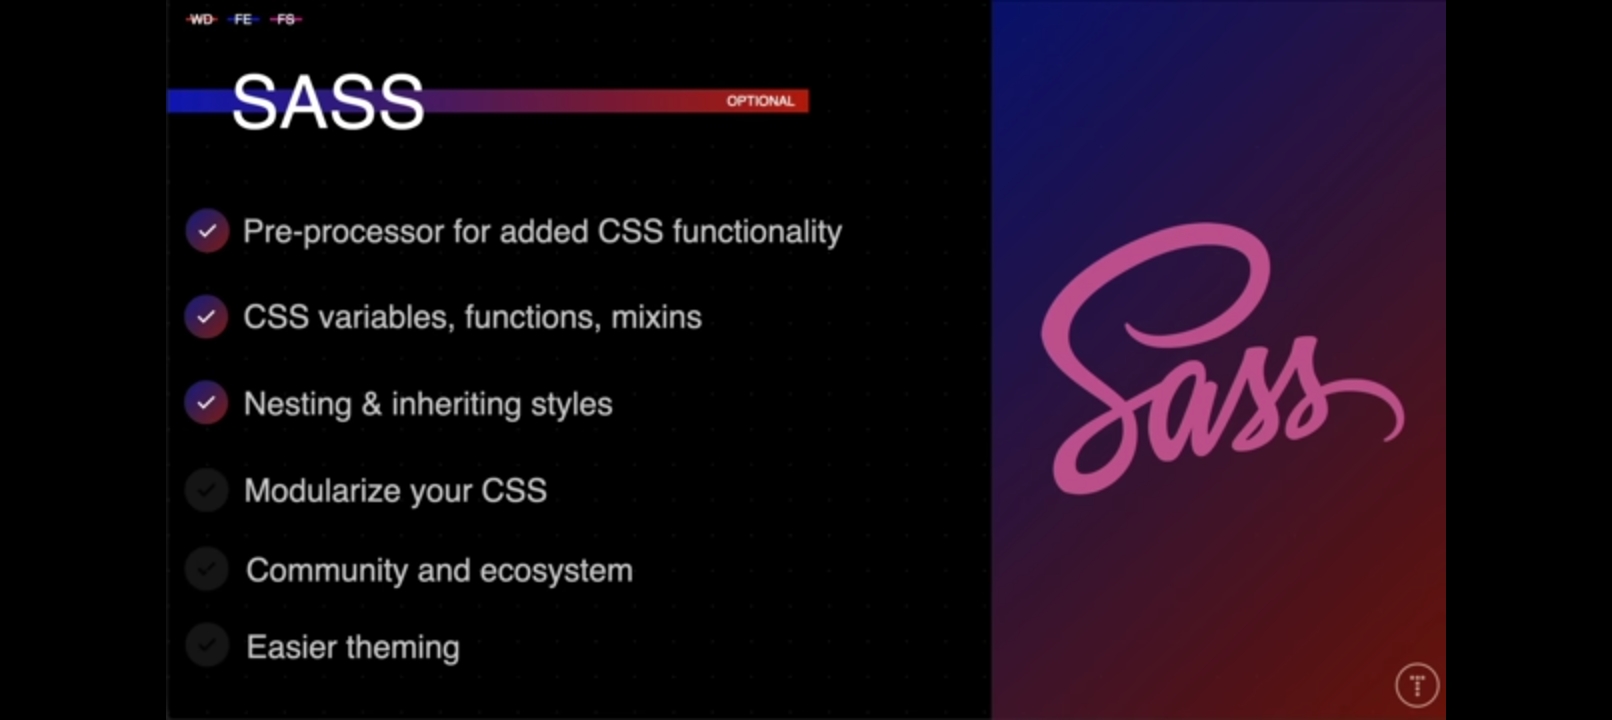 WD FE FS
SASS
OPTIONAL
Pre-processor for added CSS functionality
CSS variables, functions, mixins
Nesting & inheriting styles
Modularize your CSS
Community and ecosystem
Easier theming
Sass
T